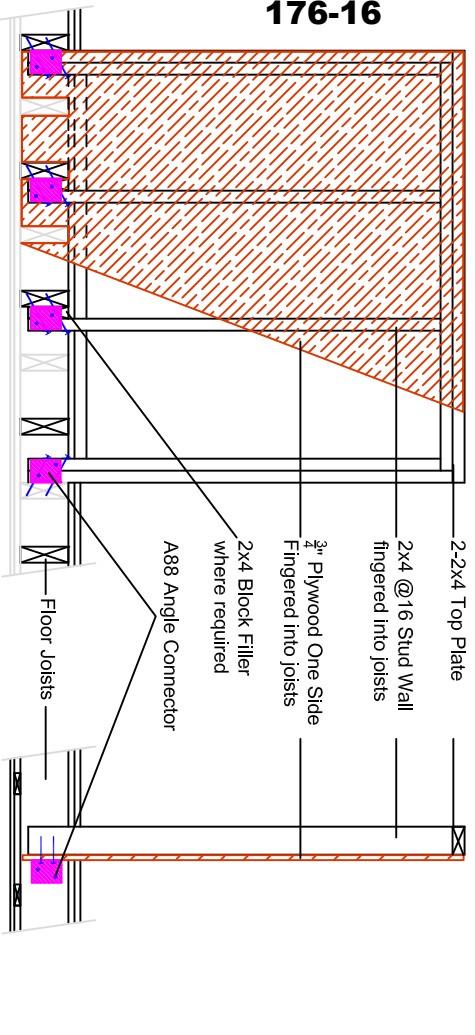 176-16
2-2x4 Top Plate
2x4 @16 Stud Wall
fingered into joists
3/4" Plywood One Side
Fingered into joists
2x4 Block Filler
where required
A88 Angle Connector
Floor Joists